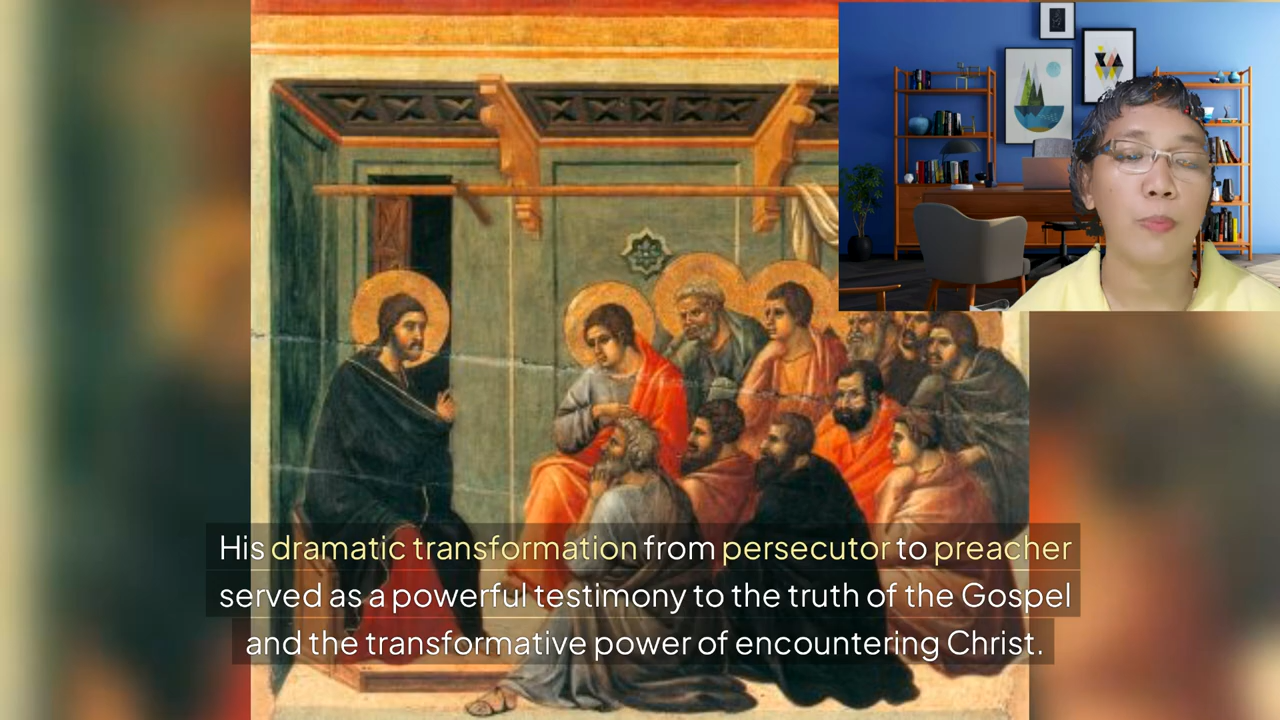 His dramatic transformation from persecutor to preacher
served as a powerful testimony to the truth of the Gospel
and the transformative power of encountering Christ.